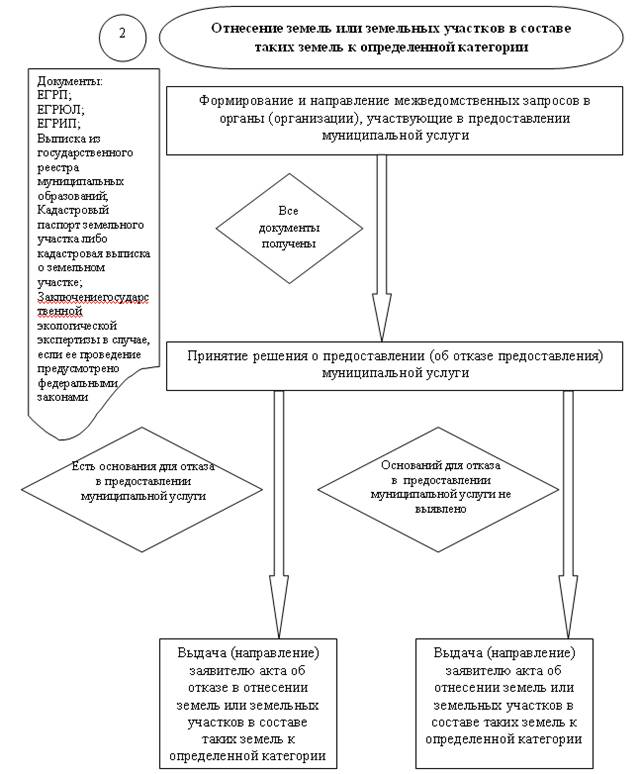 2
Отнесение земель или земельных участков в составе
таких земель к определенной категории
Документы:
ЕГРП;
ЕГРЮЛ;
ЕГРИП;
Выписка из
государственного
реестра
муниципальных
образований;
Кадастровый
паспорт земельного
участка либо
кадастровая выписка
о земельном
участке;
Заключениегосударс
твенной
экологической
экспертизы в случае,
если ее проведение
предусмотрено
федеральными
законами
Формирование и направление межведомственных запросов в
органы (организации), участвующие в предоставлении
муниципальной услуги
Все
документы
получены
Принятие решения о предоставлении (об отказе предоставления)
муниципальной услуги
Есть основания для отказа
в предоставлении
муниципальной услуги
Оснований для отказа
в предоставлении
муниципальной услуги не
выявлено
Выдача (направление)
заявителю акта об
отказе в отнесении
земель или земельных
участков в составе
таких земель к
определенной категории
Выдача (направление)
заявителю акта об
отнесении земель или
земельных участков в
составе таких земель к
определенной категории